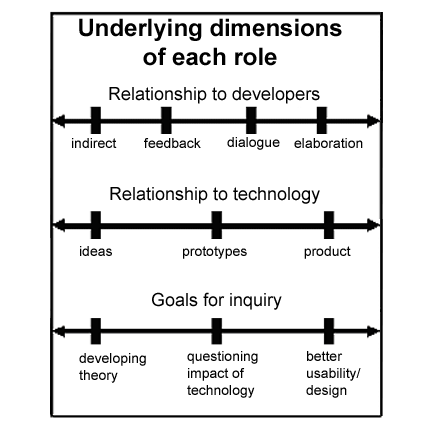 Underlying dimensions
of each role
Relationship to developers
indirect feedback dialogue elaboration
Relationship to technology
ideas prototypes product
Goals for inquiry
developing
theory
questioning
impact of
technology
better
usability/
design